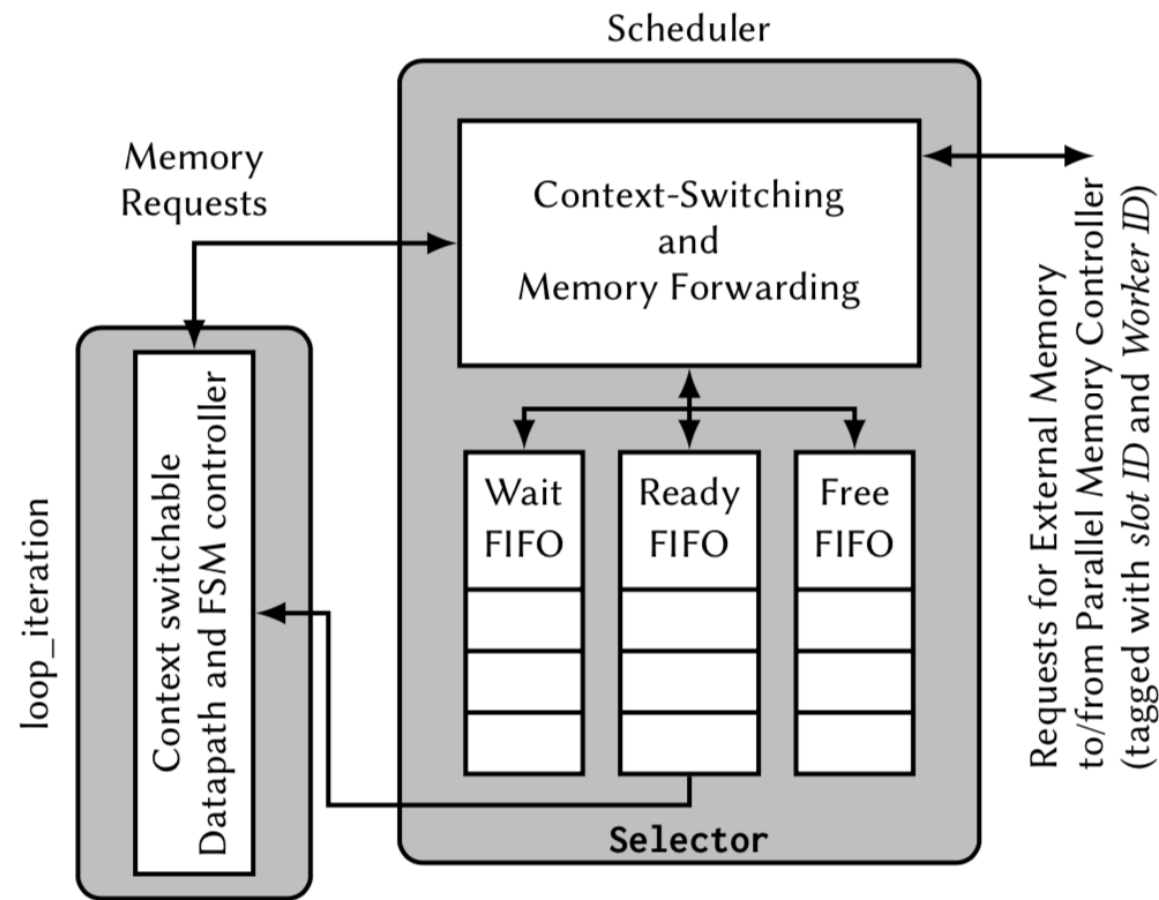 Scheduler
Memory
Requests
Context-Switching
and
Memory Forwarding
Wait
FIFO
Ready
FIFO
Free
FIFO
Selector
loop_iteration
Context switchable
Datapath and FSM controller
Requests for External Memory
to/from Parallel Memory Controller
(tagged with slot ID and Worker ID)